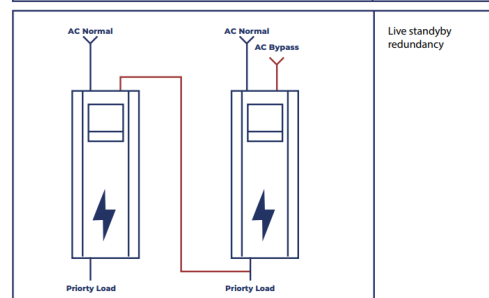 AC Normal
AC Normal
AC Bypass
Live standyby
redundancy
Priorty Load
Priorty Load